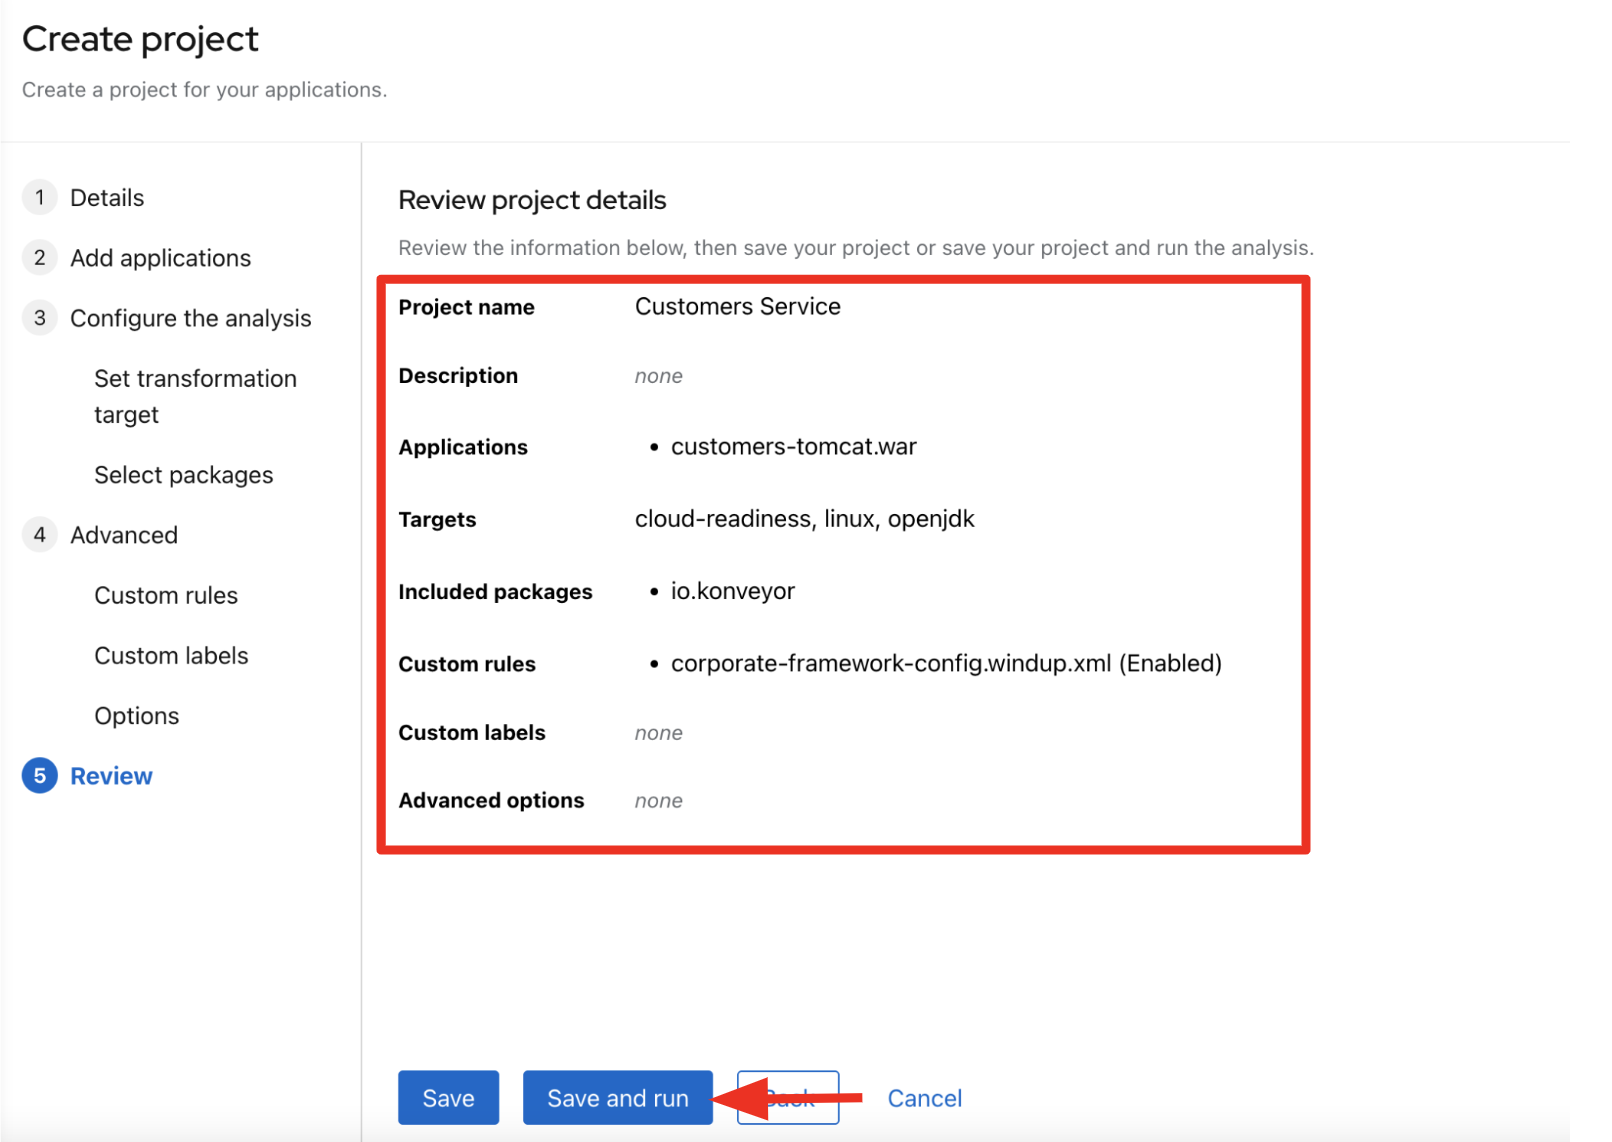 Create project
Create a project for your applications.
1 Details
2 Add applications
3 Configure the analysis
Set transformation
target
Select packages
4 Advanced
Custom rules
Custom labels
Options
5 Review
Review project details
Review the information below, then save your project or save your project and run the analysis.
Project name Customers Service
Description none
Applications • customers-tomcat.war
Targets cloud-readiness, linux, openjdk
Included packages • io.konveyor
Custom rules • corporate-framework-config.windup.xml (Enabled)
Custom labels none
Advanced options none
Save Save and run Back Cancel